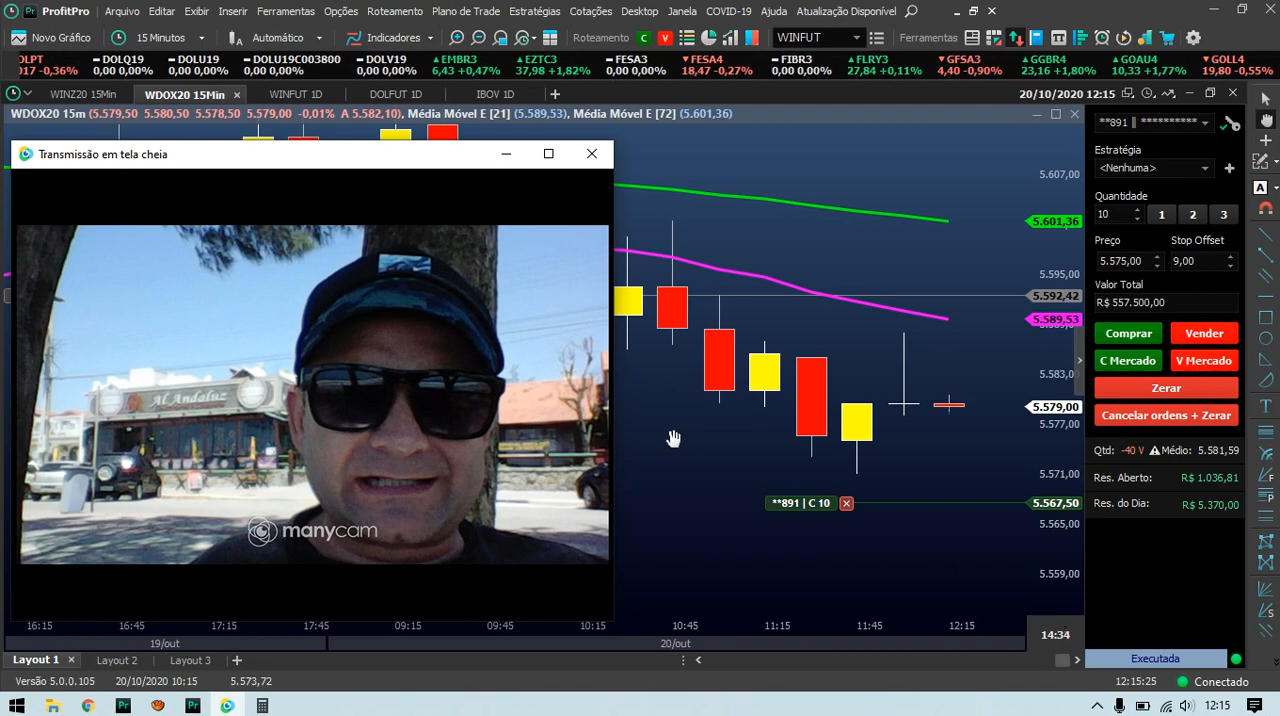 ProfitPro Arquivo Editar Exibir Inserir Ferramentas Opções Roteamento Plano de Trade Estratégias Cotações Desktop Janela COVID-19 Ajuda Atualização Disponível
Novo Gráfico 15 Minutos Automático Indicadores Roteamento C V WINFUT Ferramentas
DLPT DOLQ19 DOLU19 DOLU19C003800 DOLV19 EMBR3 EZTC3 FESA3 FESA4 FIBR3 FLRY3 GFSA3 GGBR4 GOAU4 GOLL4
017 -0,36% 0,00 0,00% 0,00 0,00% 0,00 0,00% 0,00 0,00% 6,43 +0,47% 37,98 +1,82% 0,00 0,00% 18,47 -0,27% 0,00 0,00% 27,84 +0,11% 4,40 -0,90% 23,16 +1,80% 10,33 +1,77% 19,80 -0,55%
WINZ20 15Min WDOX20 15Min WINFUT 1D DOLFUT 1D IBOV 1D 20/10/2020 12:15
WDOX20 15m (5.579,50 5.580,50 5.578,50 5.579,00 -0,01% A 5.582,10), Média Móvel E [21] (5.589,53), Média Móvel E [72] (5.601,36)
**891 || **********
Transmissão em tela cheia
Estratégia
<Nenhuma>
5.607,00
Quantidade
10 1 2 3
5.601,36
Preço Stop Offset
5.575,00 9,00
5.595,00
Valor Total
5.592,42
R$ 557.500,00
5.589,53
Comprar Vender
C Mercado V Mercado
5.583,00
Zerar
Al Andaluz
5.579,00
Cancelar ordens + Zerar
5.577,00
Qtd: -40 V Médio: 5.581,59
5.571,00
Res. Aberto: R$ 1.036,81
**891 | C 10 5.567,50
Res. do Dia: R$ 5.370,00
5.565,00
manycam
5.559,00
16:15 16:45 17:15 17:45 09:15 09:45 10:15 10:45 11:15 11:45 12:15
14:34
19/out 20/out
Layout 1 Layout 2 Layout 3 Executada
Versão 5.0.0.105 20/10/2020 10:15 5.573,72 12:15:25 Conectado
12:15